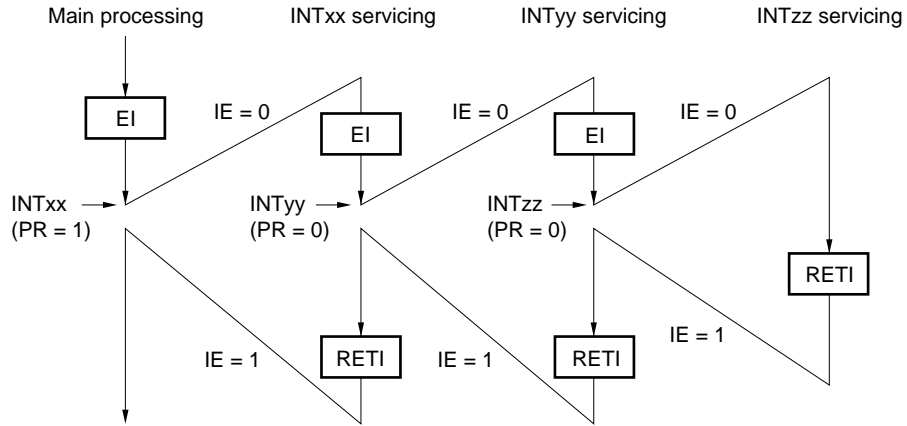 Main processing
INTxx servicing
INTyy servicing
INTzz servicing
EI
IE = 0
EI
IE = 0
EI
IE = 0
INTxx
(PR = 1)
INTyy
(PR = 0)
INTzz
(PR = 0)
RETI
IE = 1
RETI
IE = 1
RETI
IE = 1